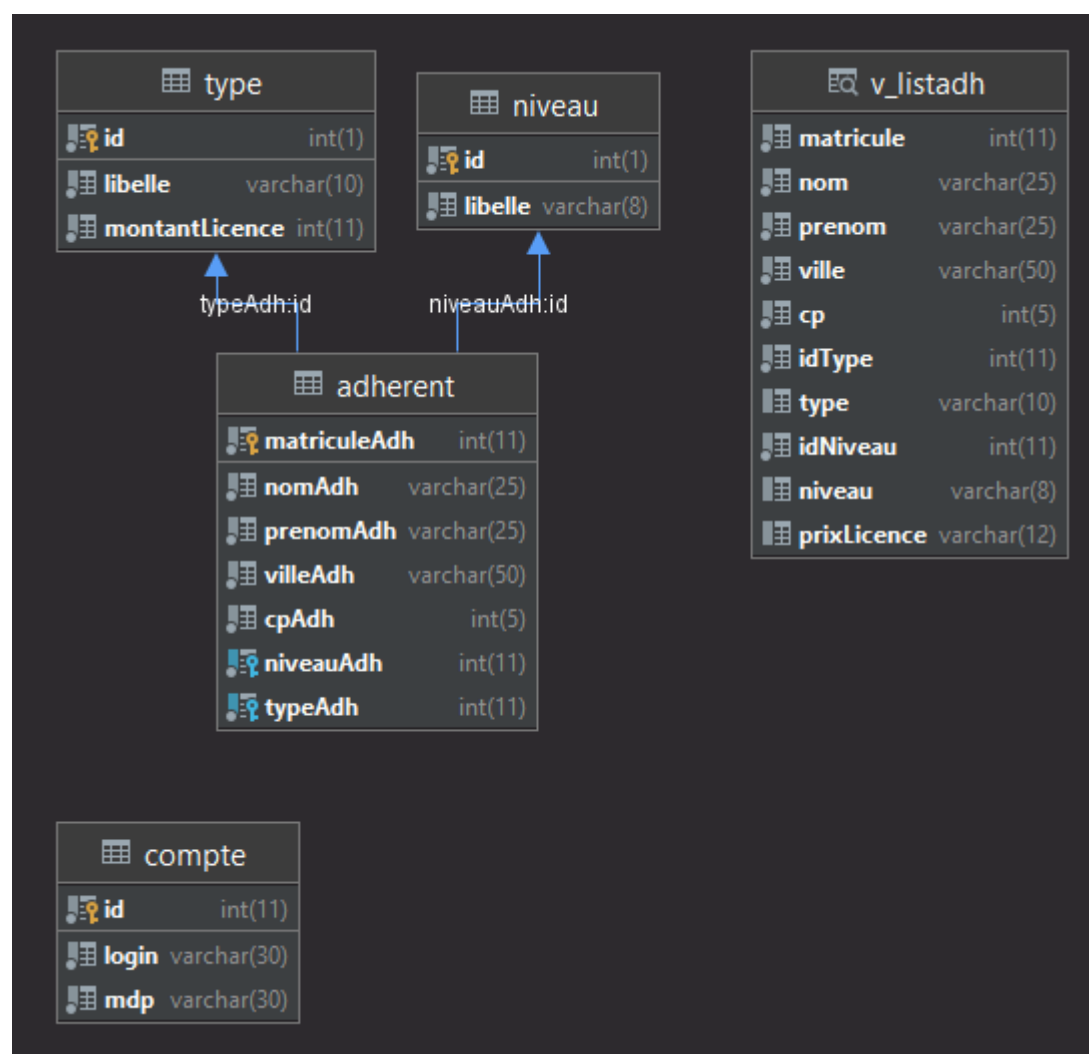 type
id int(1)
libelle varchar(10)
montantLicence int(11)
niveau
id int(1)
libelle varchar(8)
typeAdh:id
niveauAdh:id
adherent
matriculeAdh int(11)
nomAdh varchar(25)
prenomAdh varchar(25)
villeAdh varchar(50)
cpAdh int(5)
niveauAdh int(11)
typeAdh int(11)
v_listadh
matricule int(11)
nom varchar(25)
prenom varchar(25)
ville varchar(50)
cp int(5)
idType int(11)
type varchar(10)
idNiveau int(11)
niveau varchar(8)
prixLicence varchar(12)
compte
id int(11)
login varchar(30)
mdp varchar(30)